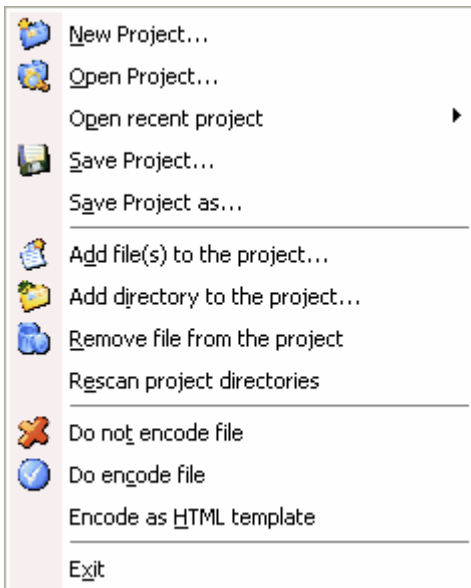 New Project...
Open Project...
Open recent project
Save Project...
Save Project as...
Add file(s) to the project...
Add directory to the project...
Remove file from the project
Rescan project directories
Do not encode file
Do encode file
Encode as HTML template
Exit